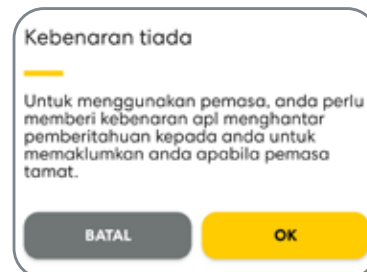 Kebenaran tiada
Untuk menggunakan pemasa, anda perlu
memberi kebenaran apl menghantar
pemberitahuan kepada anda untuk
memaklumkan anda apabila pemasa
tamat.
BATAL
OK